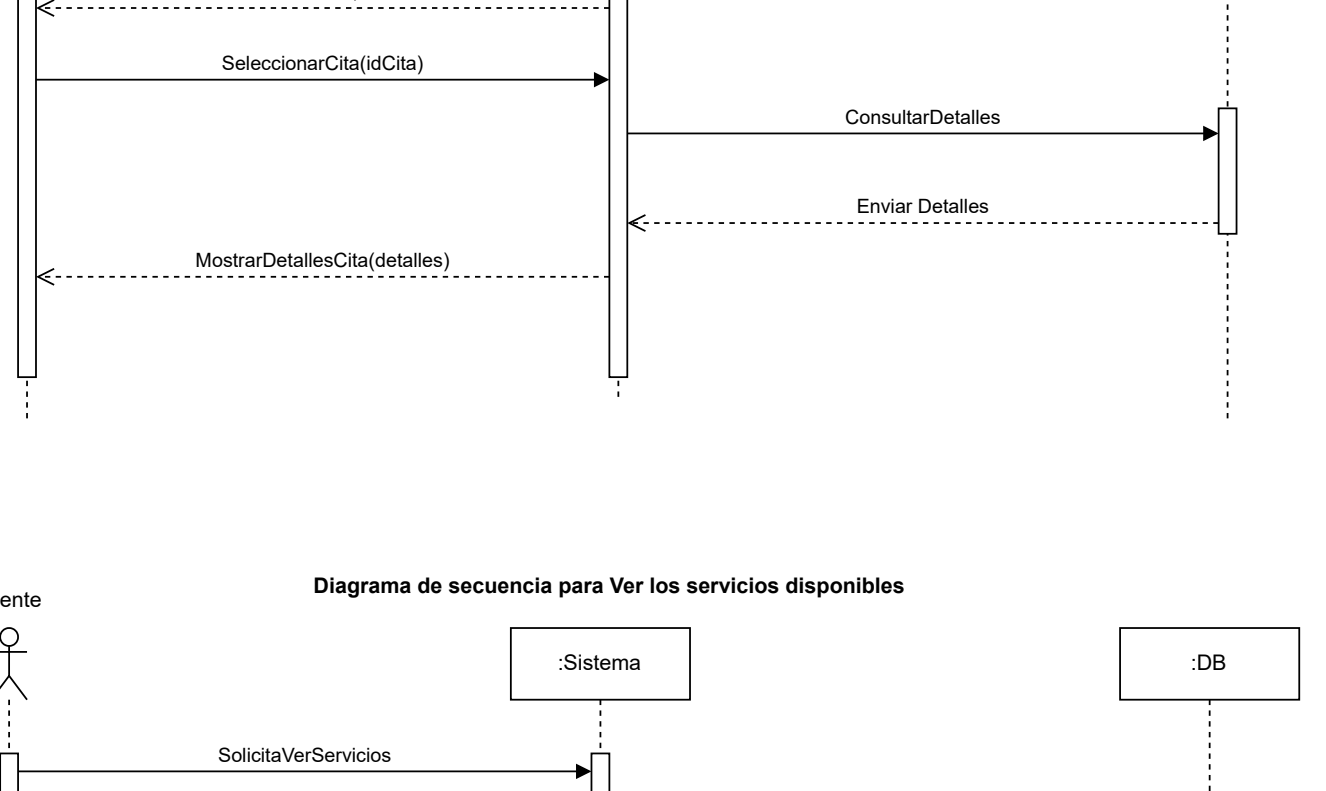 SeleccionarCita(idCita)
ConsultarDetalles
Enviar Detalles
MostrarDetallesCita(detalles)
Diagrama de secuencia para Ver los servicios disponibles
ente
:Sistema
:DB
SolicitaVerServicios